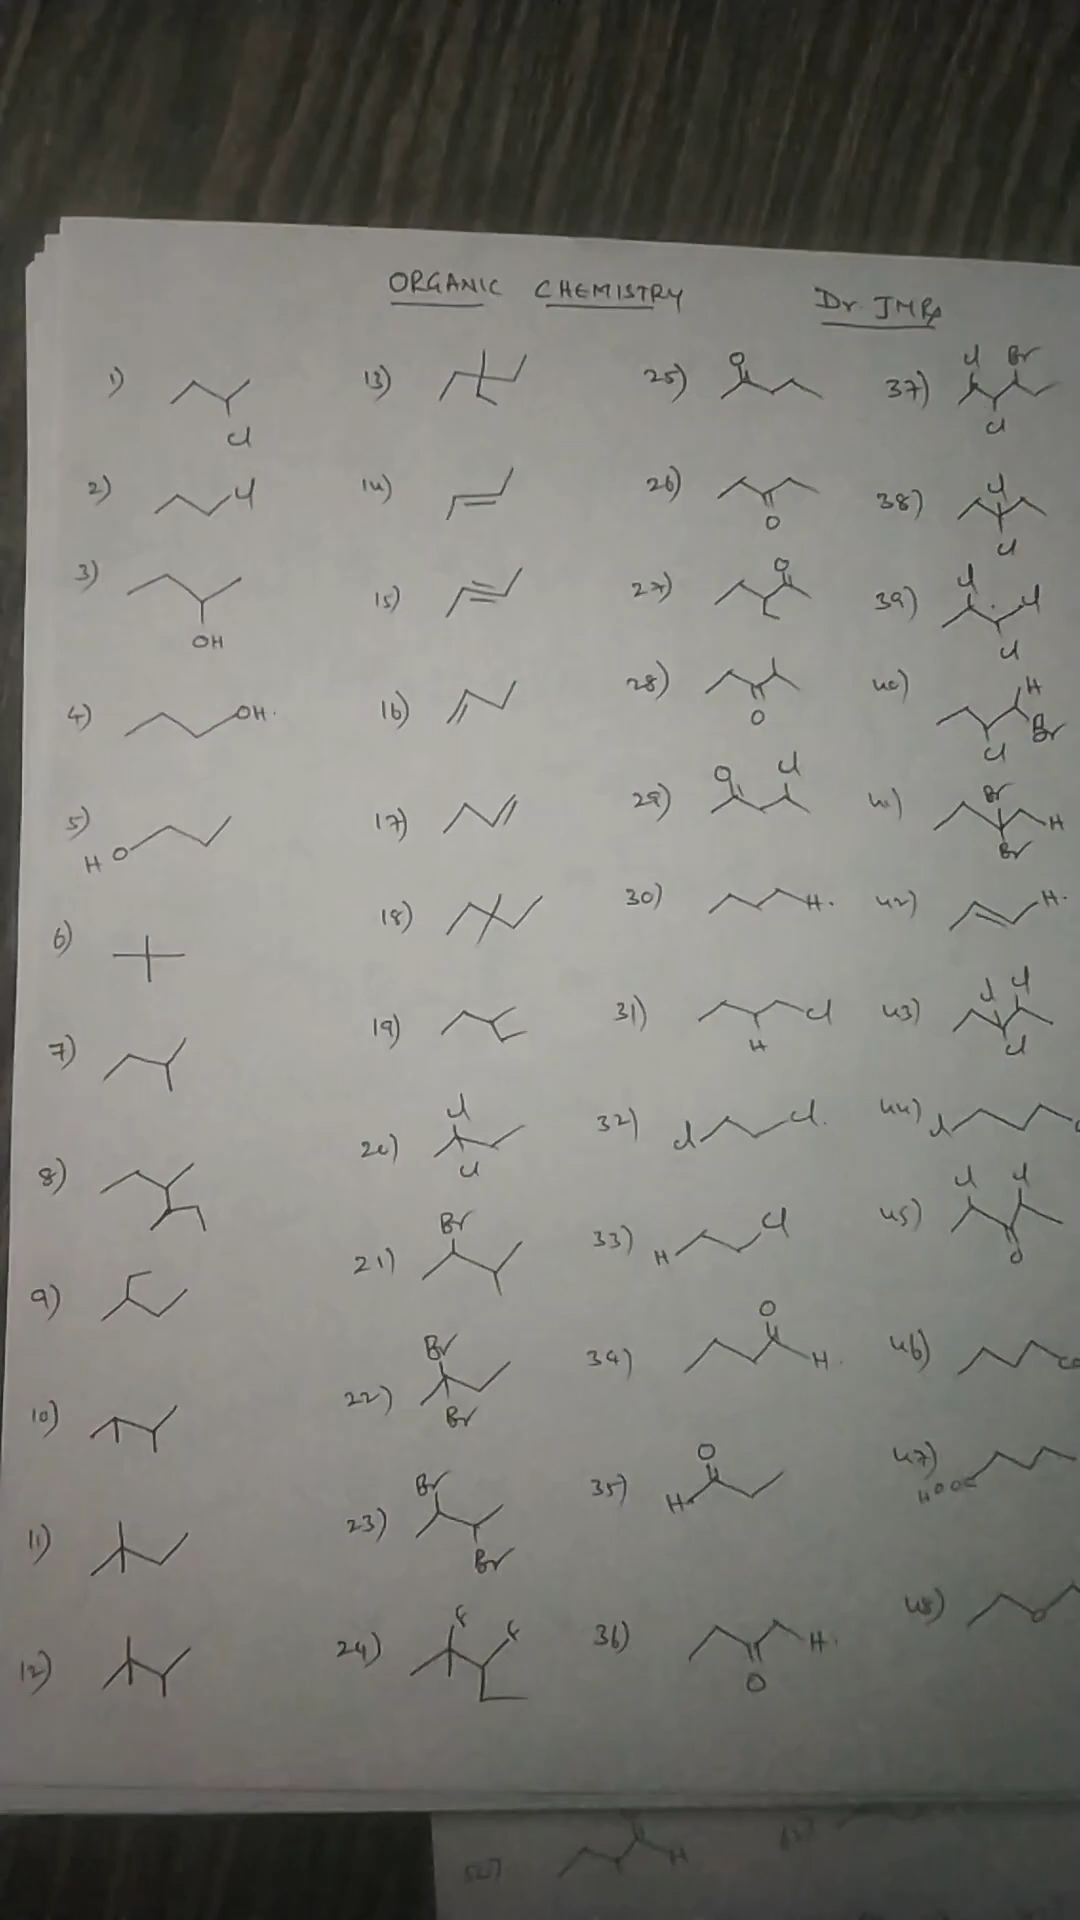 ORGANIC CHEMISTRY Dr. JMRs
1)
Cl
2)
Cl
3)
OH
4)
OH.
5)
H O
6)
7)
8)
9)
10)
11)
12)
13)
14)
15)
16)
17)
18)
19)
20)
Cl
Cl
21)
Br
22)
Br
Br
23)
Br
Br
24)
25)
O
26)
O
27)
O
28)
O
29)
O Cl
30)
H.
31)
Cl
H
32)
Cl Cl.
33)
H Cl
34)
O
H.
35)
O
H
36)
H.
O
37)
Cl Br
Cl
38)
Cl
Cl
39)
Cl Cl
Cl
40)
H
Br
Cl
41)
Br
H
Br
42)
H.
43)
Cl Cl
Cl
44)
Cl
45)
Cl Cl
O
46)
47)
HOOC
48)
O
H